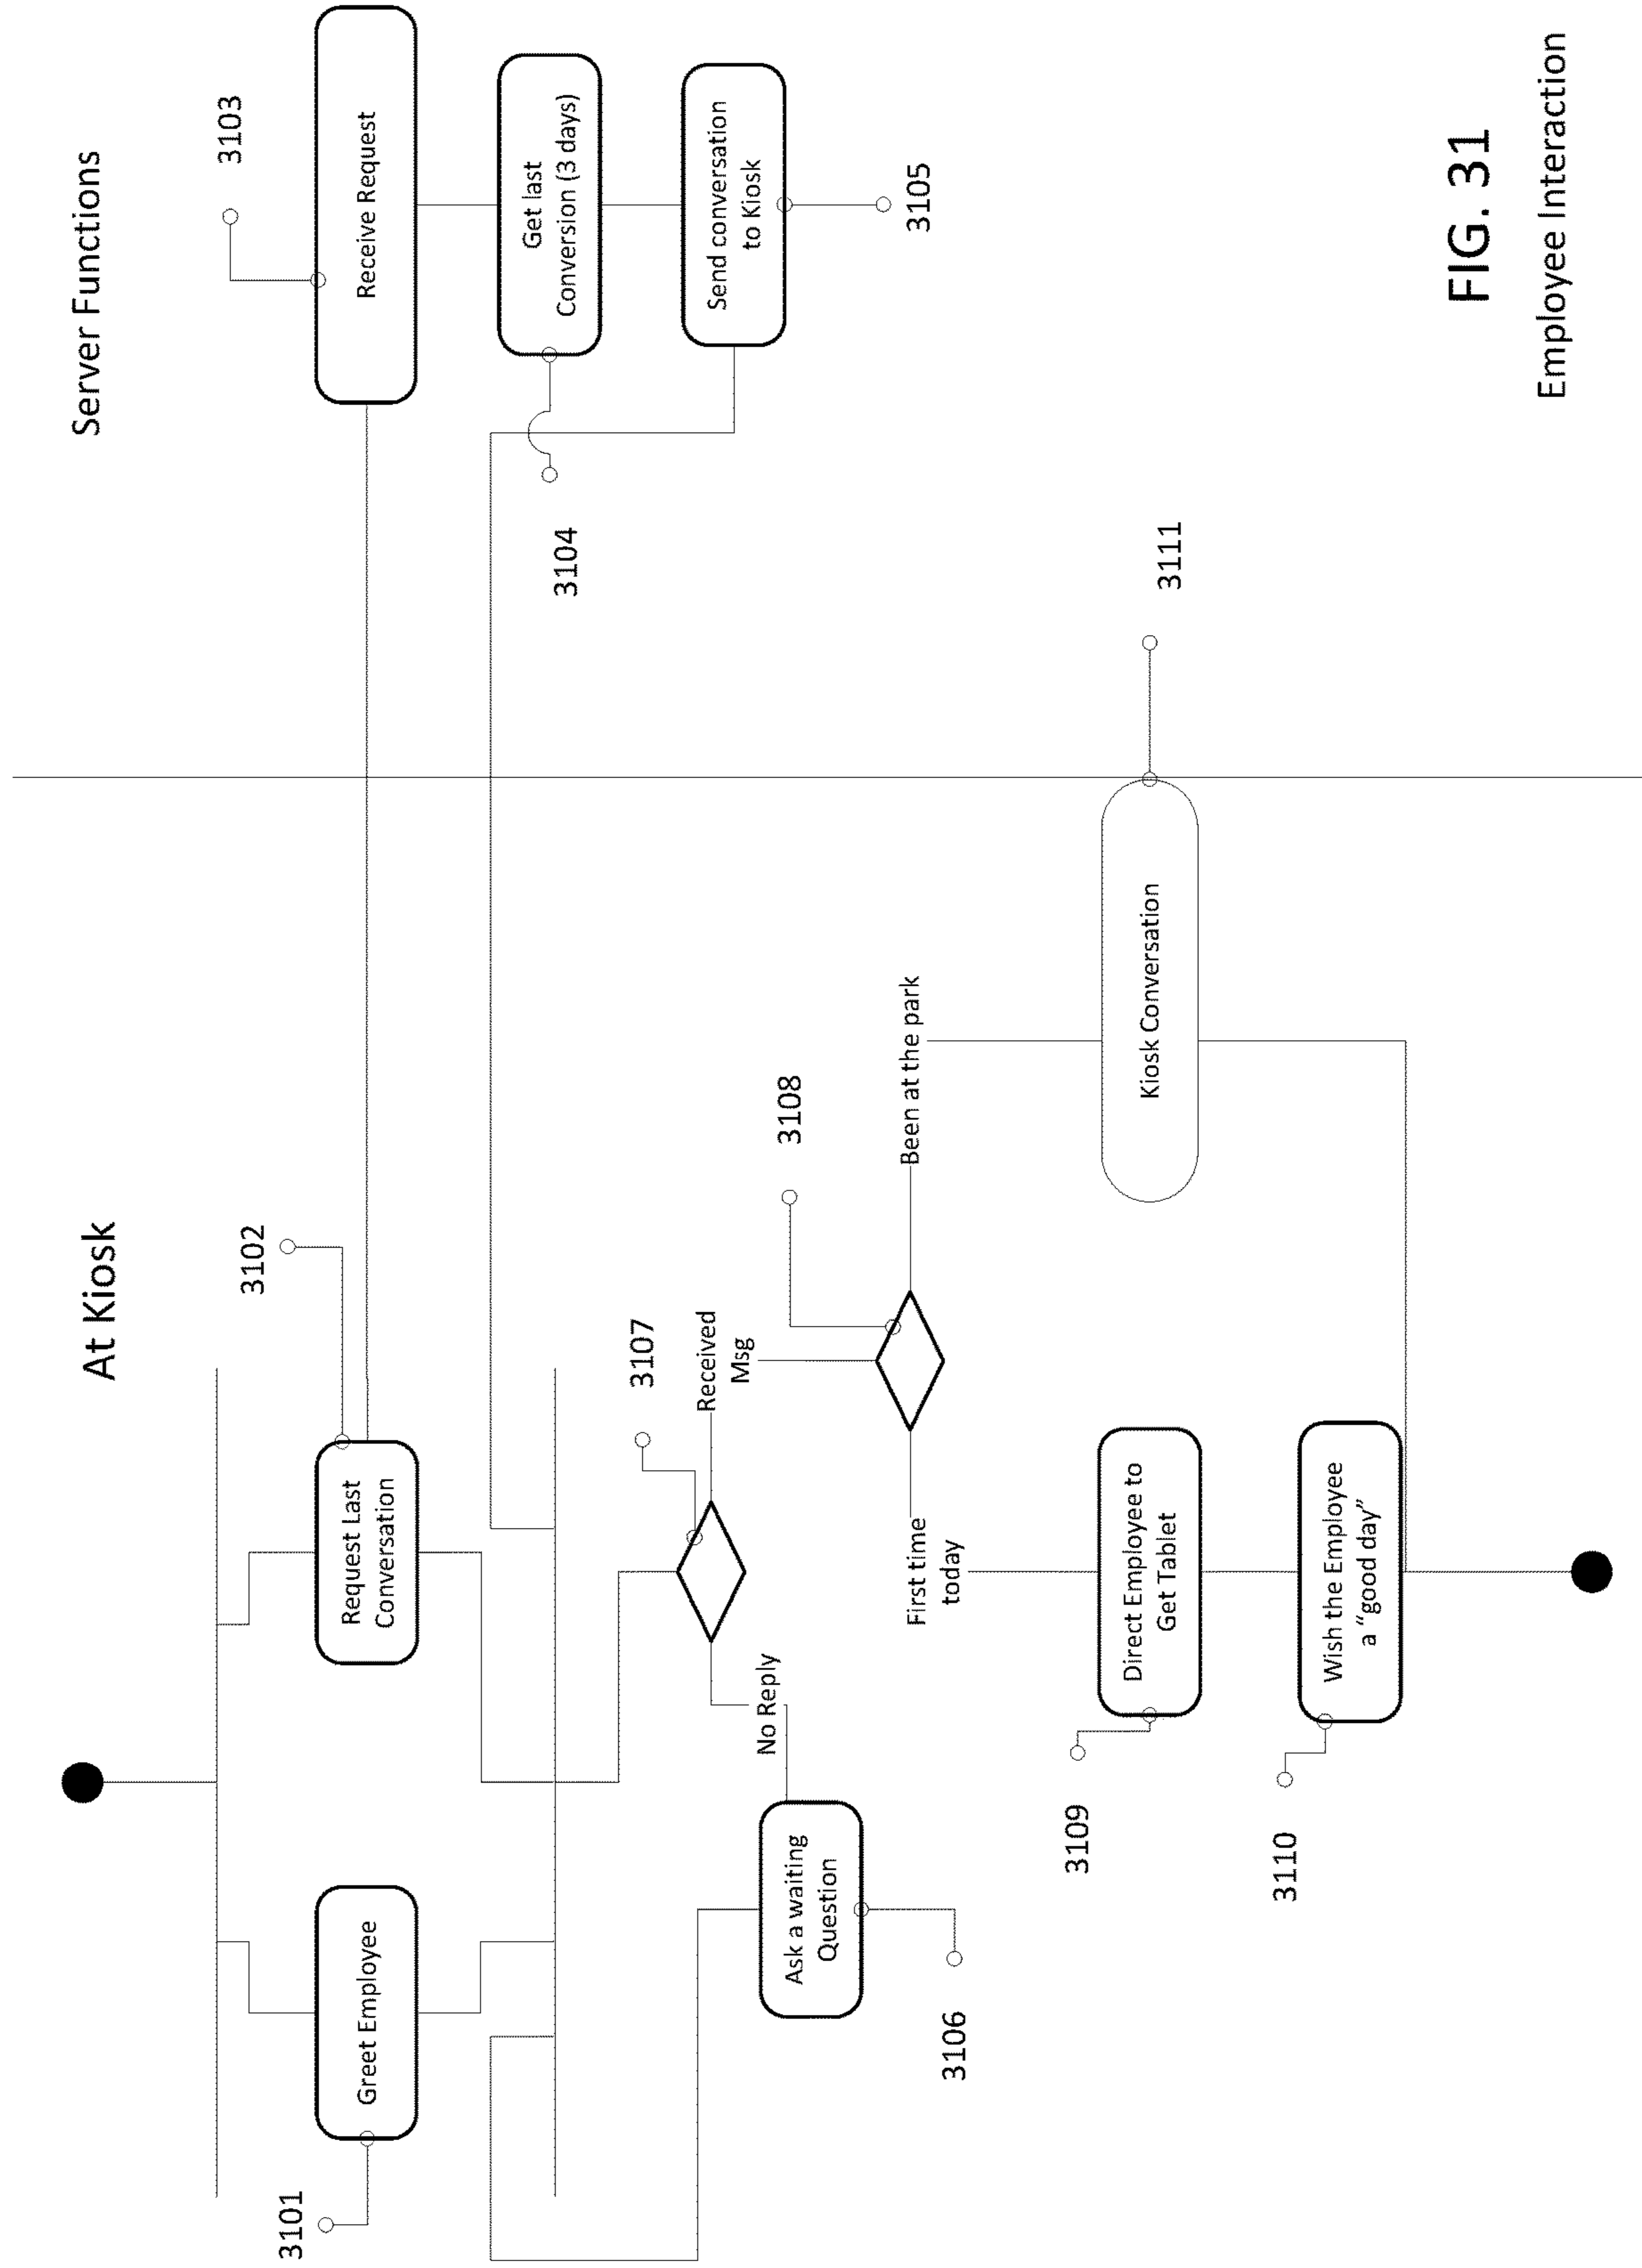 At Kiosk
Server Functions
3101
Greet Employee
3102
Request Last
Conversation
3103
Receive Request
3104
Get last
Conversion (3 days)
Send conversation
to Kiosk
3105
3107
No Reply
Received
Msg
Ask a waiting
Question
3106
3108
First time
today
Been at the park
3109
Direct Employee to
Get Tablet
Kiosk Conversation
3111
3110
Wish the Employee
a “good day”
FIG. 31
Employee Interaction